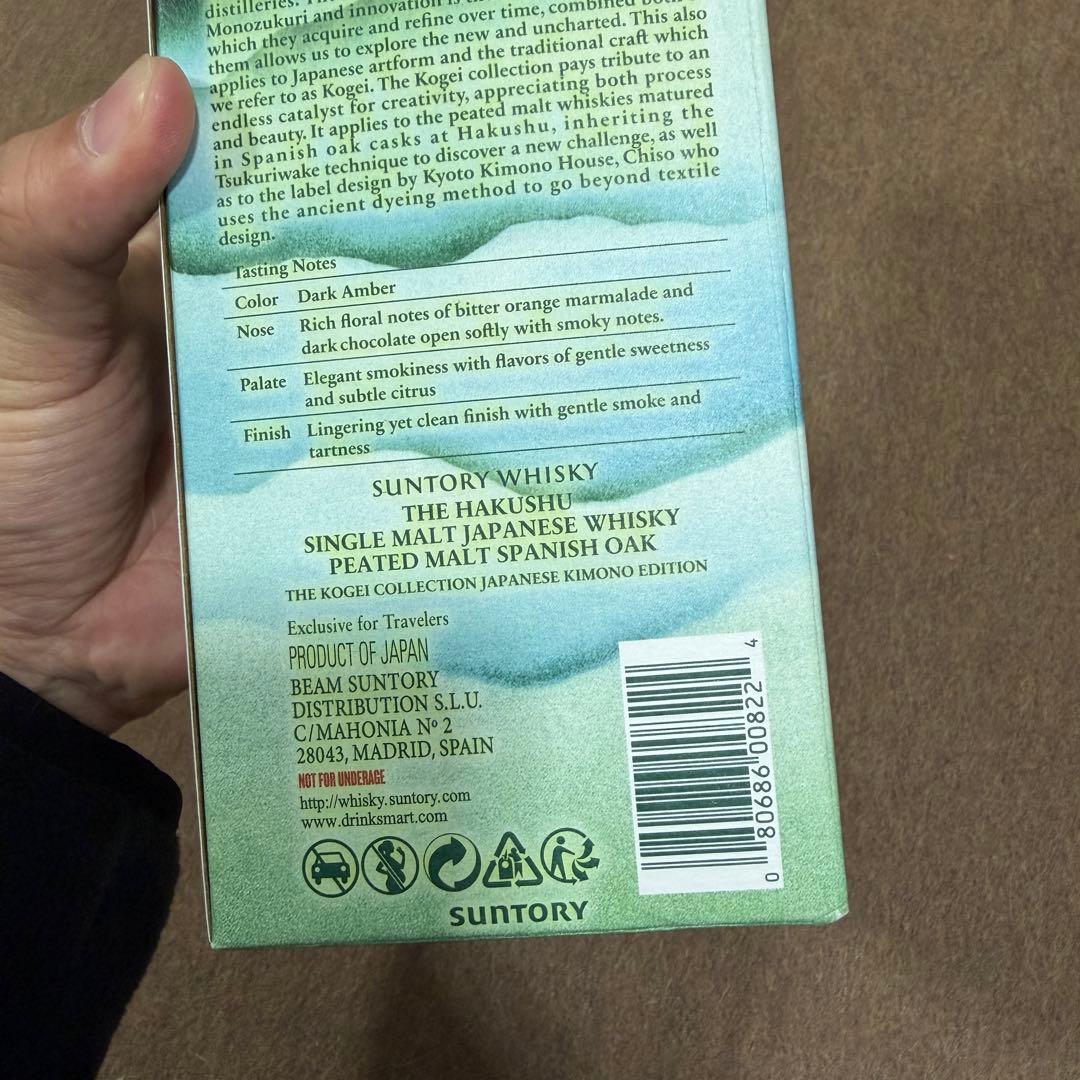 distilleries.
Monozukuri and innovation is
which they acquire and refine over time, combined both
them allows us to explore the new and uncharted. This also
applies to Japanese artform and the traditional craft which
we refer to as Kogei. The Kogei collection pays tribute to an
endless catalyst for creativity, appreciating both process
and beauty. It applies to the peated malt whiskies matured
in Spanish oak casks at Hakushu, inheriting the
Tsukuriwake technique to discover a new challenge, as well
as to the label design by Kyoto Kimono House, Chiso who
uses the ancient dyeing method to go beyond textile
design.
Tasting Notes
Color Dark Amber
Nose Rich floral notes of bitter orange marmalade and
dark chocolate open softly with smoky notes.
Palate Elegant smokiness with flavors of gentle sweetness
and subtle citrus
Finish Lingering yet clean finish with gentle smoke and
tartness
SUNTORY WHISKY
THE HAKUSHU
SINGLE MALT JAPANESE WHISKY
PEATED MALT SPANISH OAK
THE KOGEI COLLECTION JAPANESE KIMONO EDITION
Exclusive for Travelers
PRODUCT OF JAPAN
BEAM SUNTORY
DISTRIBUTION S.L.U.
C/MAHONIA Nº 2
28043, MADRID, SPAIN
NOT FOR UNDERAGE
http://whisky.suntory.com
www.drinksmart.com
SUNTORY
0 80686 00822 4